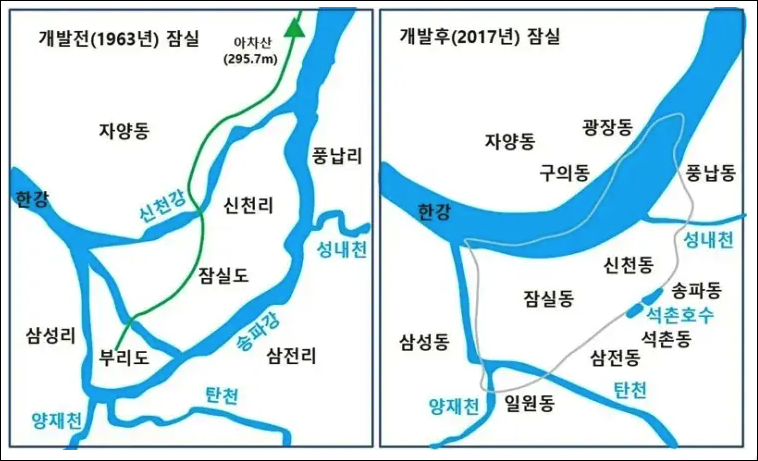 개발전(1963년) 잠실
아차산
(295.7m)
자양동
풍납리
한강
신천강
신천리
성내천
잠실도
송파강
삼성리
부리도
삼전리
탄천
양재천
개발후(2017년) 잠실
광장동
자양동
구의동
풍납동
한강
성내천
신천동
잠실동
송파동
석촌호수
삼성동
석촌동
삼전동
탄천
양재천
일원동